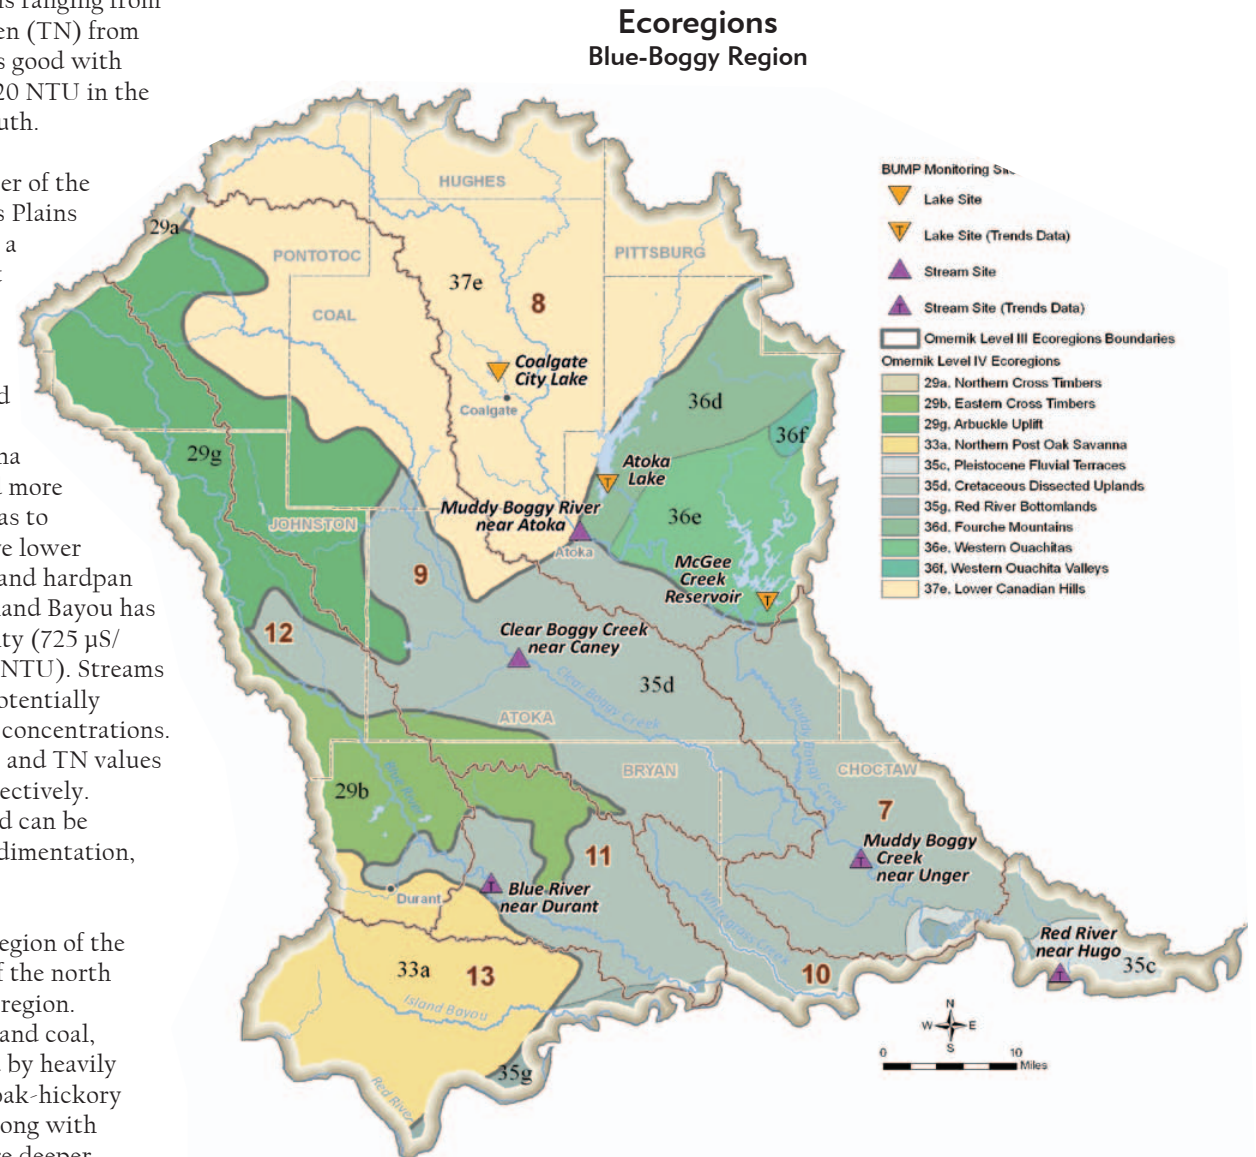 s ranging from
en (TN) from
s good with
20 NTU in the
uth.
er of the
s Plains
a
d
na
more
as to
ve lower
and hardpan
land Bayou has
ity (725 µS/
NTU). Streams
otentially
concentrations.
and TN values
ectively.
d can be
dimentation,
egion of the
f the north
region.
and coal,
by heavily
oak-hickory
ong with
re deeper
Ecoregions
Blue-Boggy Region
BUMP Monitoring
Lake Site
T Lake Site (Trends Data)
Stream Site
T Stream Site (Trends Data)
Omernik Level III Ecoregions Boundaries
Omernik Level IV Ecoregions
29a, Northern Cross Timbers
29b, Eastern Cross Timbers
29g, Arbuckle Uplift
33a, Northern Post Oak Savanna
35c, Pleistocene Fluvial Terraces
35d, Cretaceous Dissected Uplands
35g, Red River Bottomlands
36d, Fourche Mountains
36e, Western Ouachitas
36f, Western Ouachita Valleys
37e, Lower Canadian Hills
HUGHES
29a
PONTOTOC
PITTSBURG
37e
8
COAL
Coalgate
City Lake
Coalgate
36d
36f
29g
Atoka
Lake
T
Muddy Boggy River
near Atoka
36e
JOHNSTON
Atoka
McGee
Creek
Reservoir
T
9
12
Clear Boggy Creek
near Caney
35d
Clear Boggy Creek
Muddy Boggy Creek
ATOKA
BRYAN
CHOCTAW
29b
Blue River
7
11
Muddy Boggy
Creek
near Unger
T
Durant
T
Blue River
near Durant
Whitegrass Creek
Red River
near Hugo
T
35c
33a
13
10
Island Bayou
35g
Red River
N
W E
S
0 10
Miles